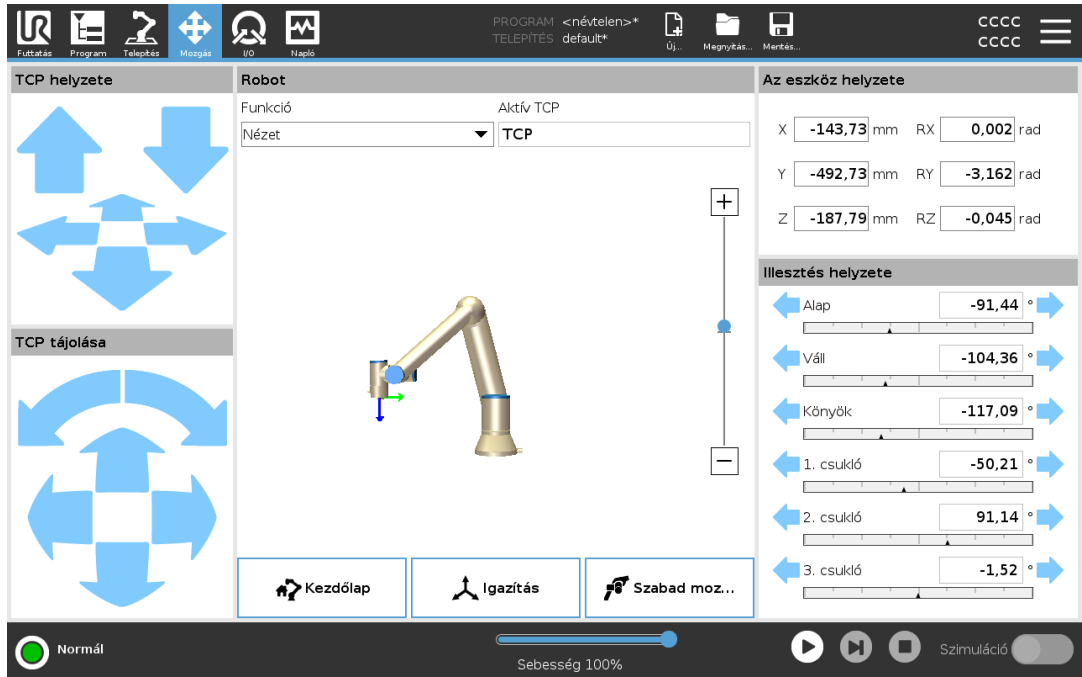 UR
Futtatás Program Telepítés Mozgás I/O Napló
PROGRAM <névtelen>*
TELEPÍTÉS default*
Új... Megnyitás... Mentés...
CCCC
CCCC
TCP helyzete
TCP tájolása
Robot
Funkció Aktív TCP
Nézet TCP
+
−
Kezdőlap Igazítás Szabad moz...
Az eszköz helyzete
X -143,73 mm RX 0,002 rad
Y -492,73 mm RY -3,162 rad
Z -187,79 mm RZ -0,045 rad
Illesztés helyzete
Alap -91,44 °
Váll -104,36 °
Könyök -117,09 °
1. csukló -50,21 °
2. csukló 91,14 °
3. csukló -1,52 °
Normál
Sebesség 100%
Szimuláció